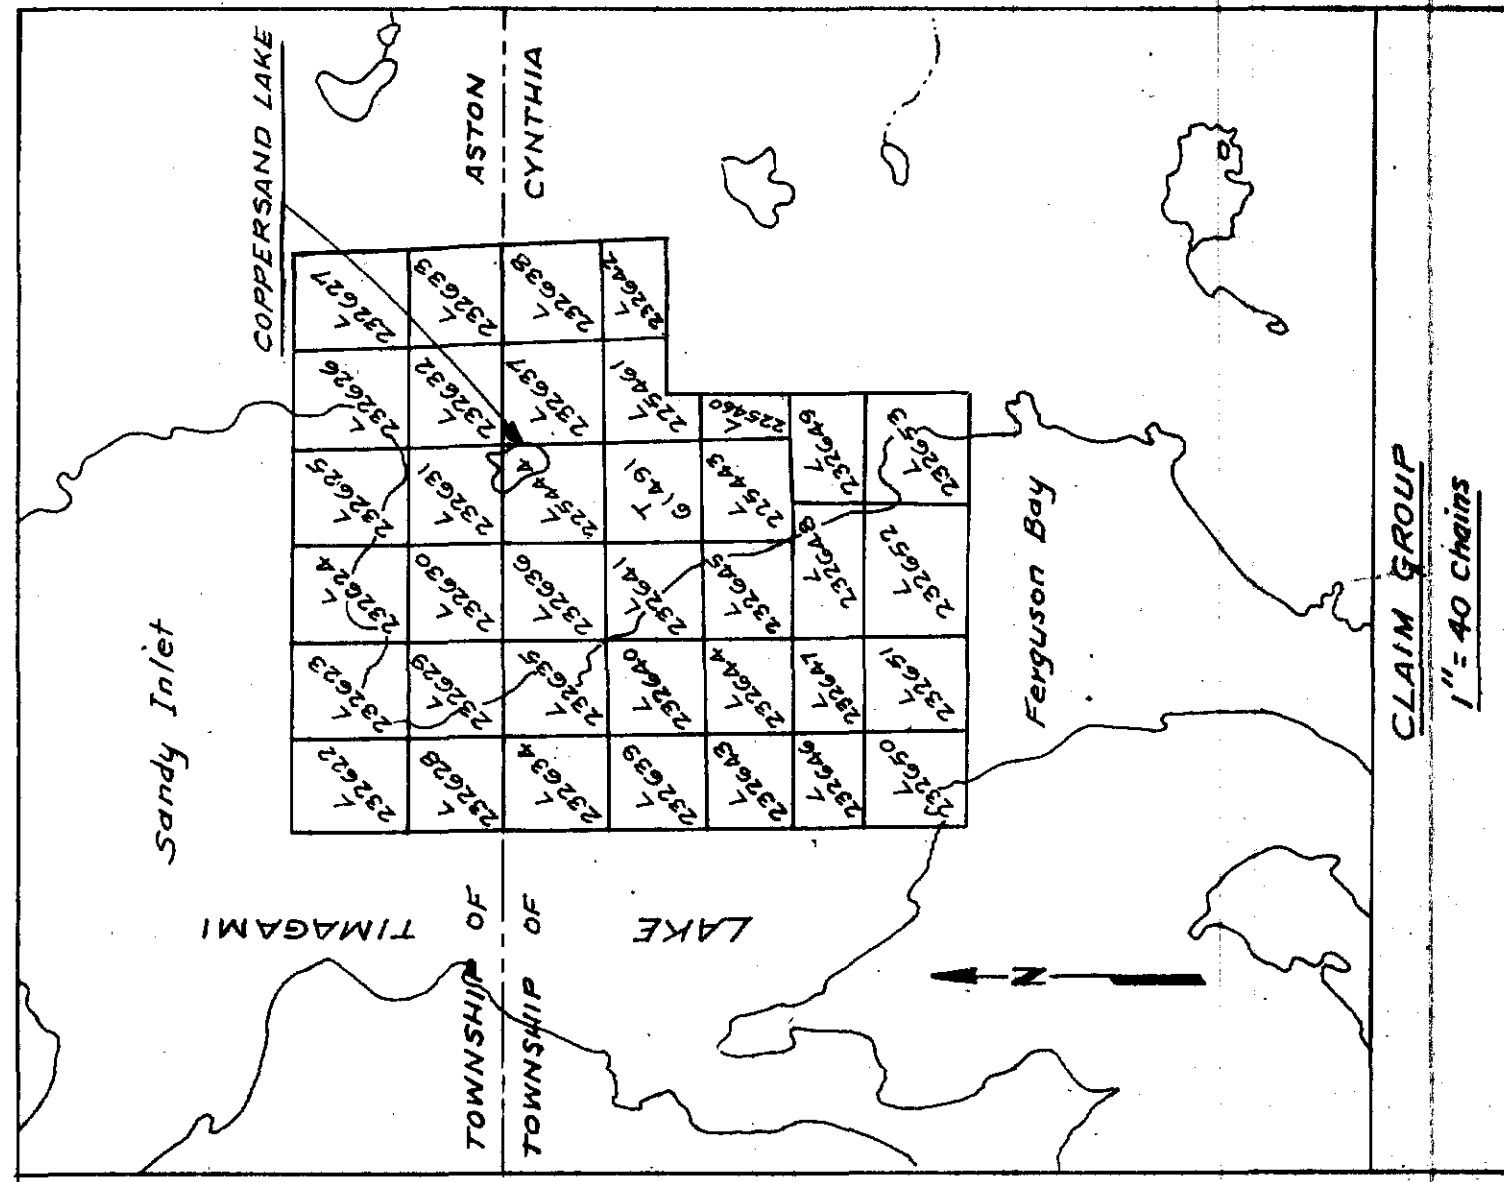 Sandy Inlet
COPPERSAND LAKE
TIMAGAMI
L 232622
L 232623
L 232624
L 232625
L 232626
L 232627
L 232628
L 232629
L 232630
L 232631
L 232632
L 232633
TOWNSHIP OF ASTON
TOWNSHIP OF CYNTHIA
L 232634
L 232635
L 232636
L 225444
L 232637
L 232638
LAKE
L 232639
L 232640
L 232641
T 61491
L 225461
L 232642
L 232643
L 232644
L 232645
L 225443
L 225460
L 232646
L 232647
L 232648
L 232649
L 232650
L 232651
L 232652
L 232653
N
Ferguson Bay
CLAIM GROUP
1" = 40 Chains